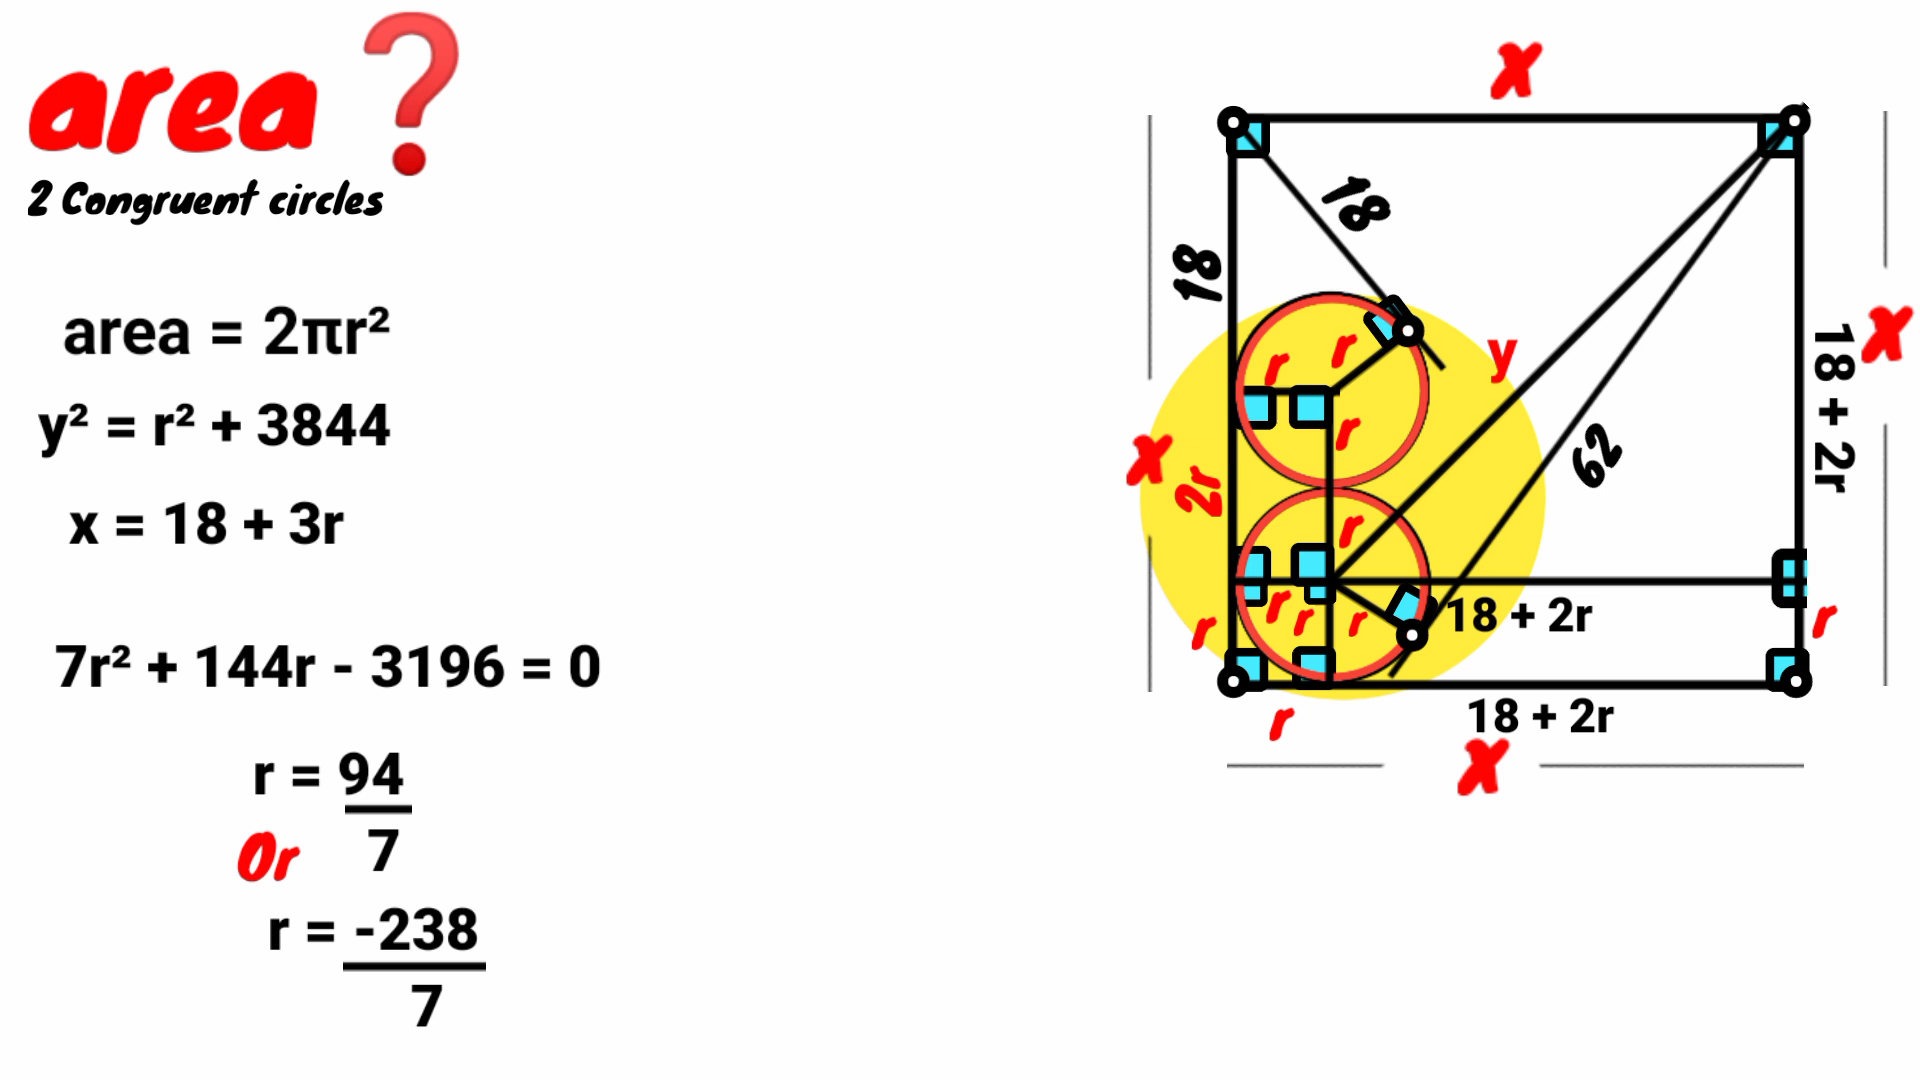 area❓
2 Congruent circles
area = 2πr²
y² = r² + 3844
x = 18 + 3r
7r² + 144r - 3196 = 0
r = 94
7
Or
r = -238
7
x
18
18
y
x
18 + 2r
r
r
r
62
x
2r
r
18 + 2r
r
r
r
r
r
18 + 2r
r
x